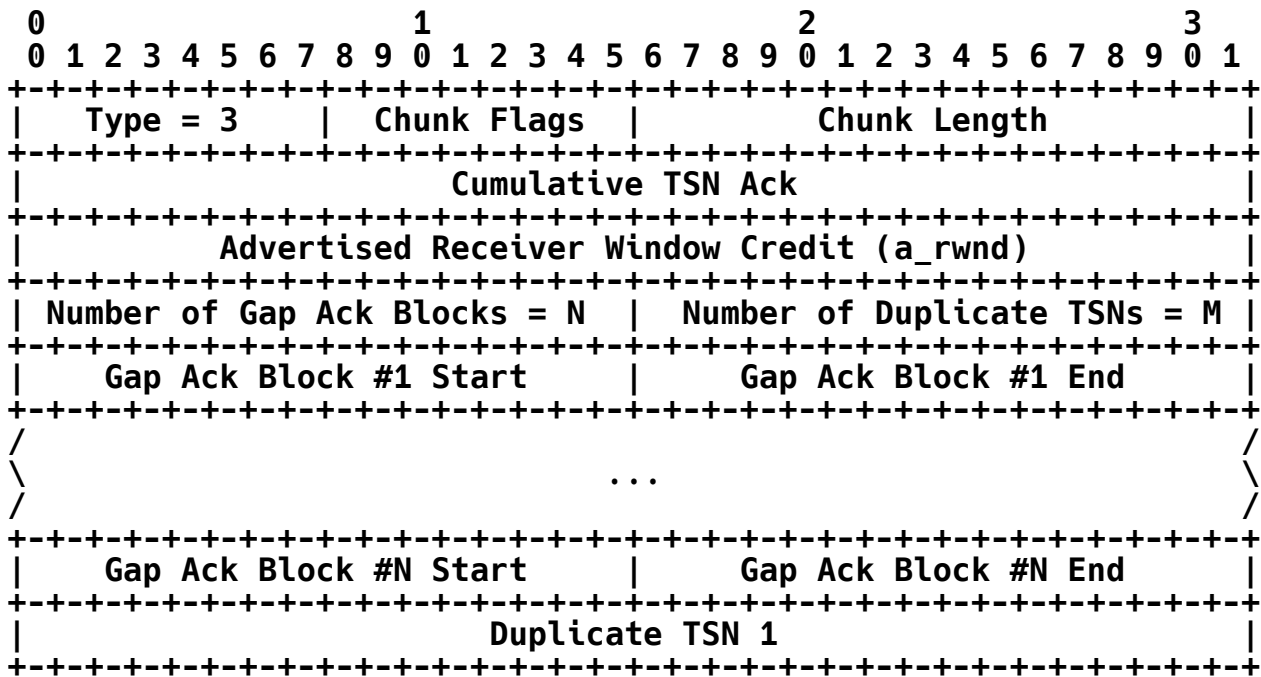 0                   1                   2                   3
 0 1 2 3 4 5 6 7 8 9 0 1 2 3 4 5 6 7 8 9 0 1 2 3 4 5 6 7 8 9 0 1
+-+-+-+-+-+-+-+-+-+-+-+-+-+-+-+-+-+-+-+-+-+-+-+-+-+-+-+-+-+-+-+-+
|   Type = 3    |  Chunk Flags  |         Chunk Length          |
+-+-+-+-+-+-+-+-+-+-+-+-+-+-+-+-+-+-+-+-+-+-+-+-+-+-+-+-+-+-+-+-+
|                      Cumulative TSN Ack                       |
+-+-+-+-+-+-+-+-+-+-+-+-+-+-+-+-+-+-+-+-+-+-+-+-+-+-+-+-+-+-+-+-+
|          Advertised Receiver Window Credit (a_rwnd)           |
+-+-+-+-+-+-+-+-+-+-+-+-+-+-+-+-+-+-+-+-+-+-+-+-+-+-+-+-+-+-+-+-+
| Number of Gap Ack Blocks = N  |  Number of Duplicate TSNs = M |
+-+-+-+-+-+-+-+-+-+-+-+-+-+-+-+-+-+-+-+-+-+-+-+-+-+-+-+-+-+-+-+-+
|    Gap Ack Block #1 Start     |     Gap Ack Block #1 End      |
+-+-+-+-+-+-+-+-+-+-+-+-+-+-+-+-+-+-+-+-+-+-+-+-+-+-+-+-+-+-+-+-+
/                                                               /
\                              ...                              \
/                                                               /
+-+-+-+-+-+-+-+-+-+-+-+-+-+-+-+-+-+-+-+-+-+-+-+-+-+-+-+-+-+-+-+-+
|    Gap Ack Block #N Start     |     Gap Ack Block #N End      |
+-+-+-+-+-+-+-+-+-+-+-+-+-+-+-+-+-+-+-+-+-+-+-+-+-+-+-+-+-+-+-+-+
|                        Duplicate TSN 1                        |
+-+-+-+-+-+-+-+-+-+-+-+-+-+-+-+-+-+-+-+-+-+-+-+-+-+-+-+-+-+-+-+-+